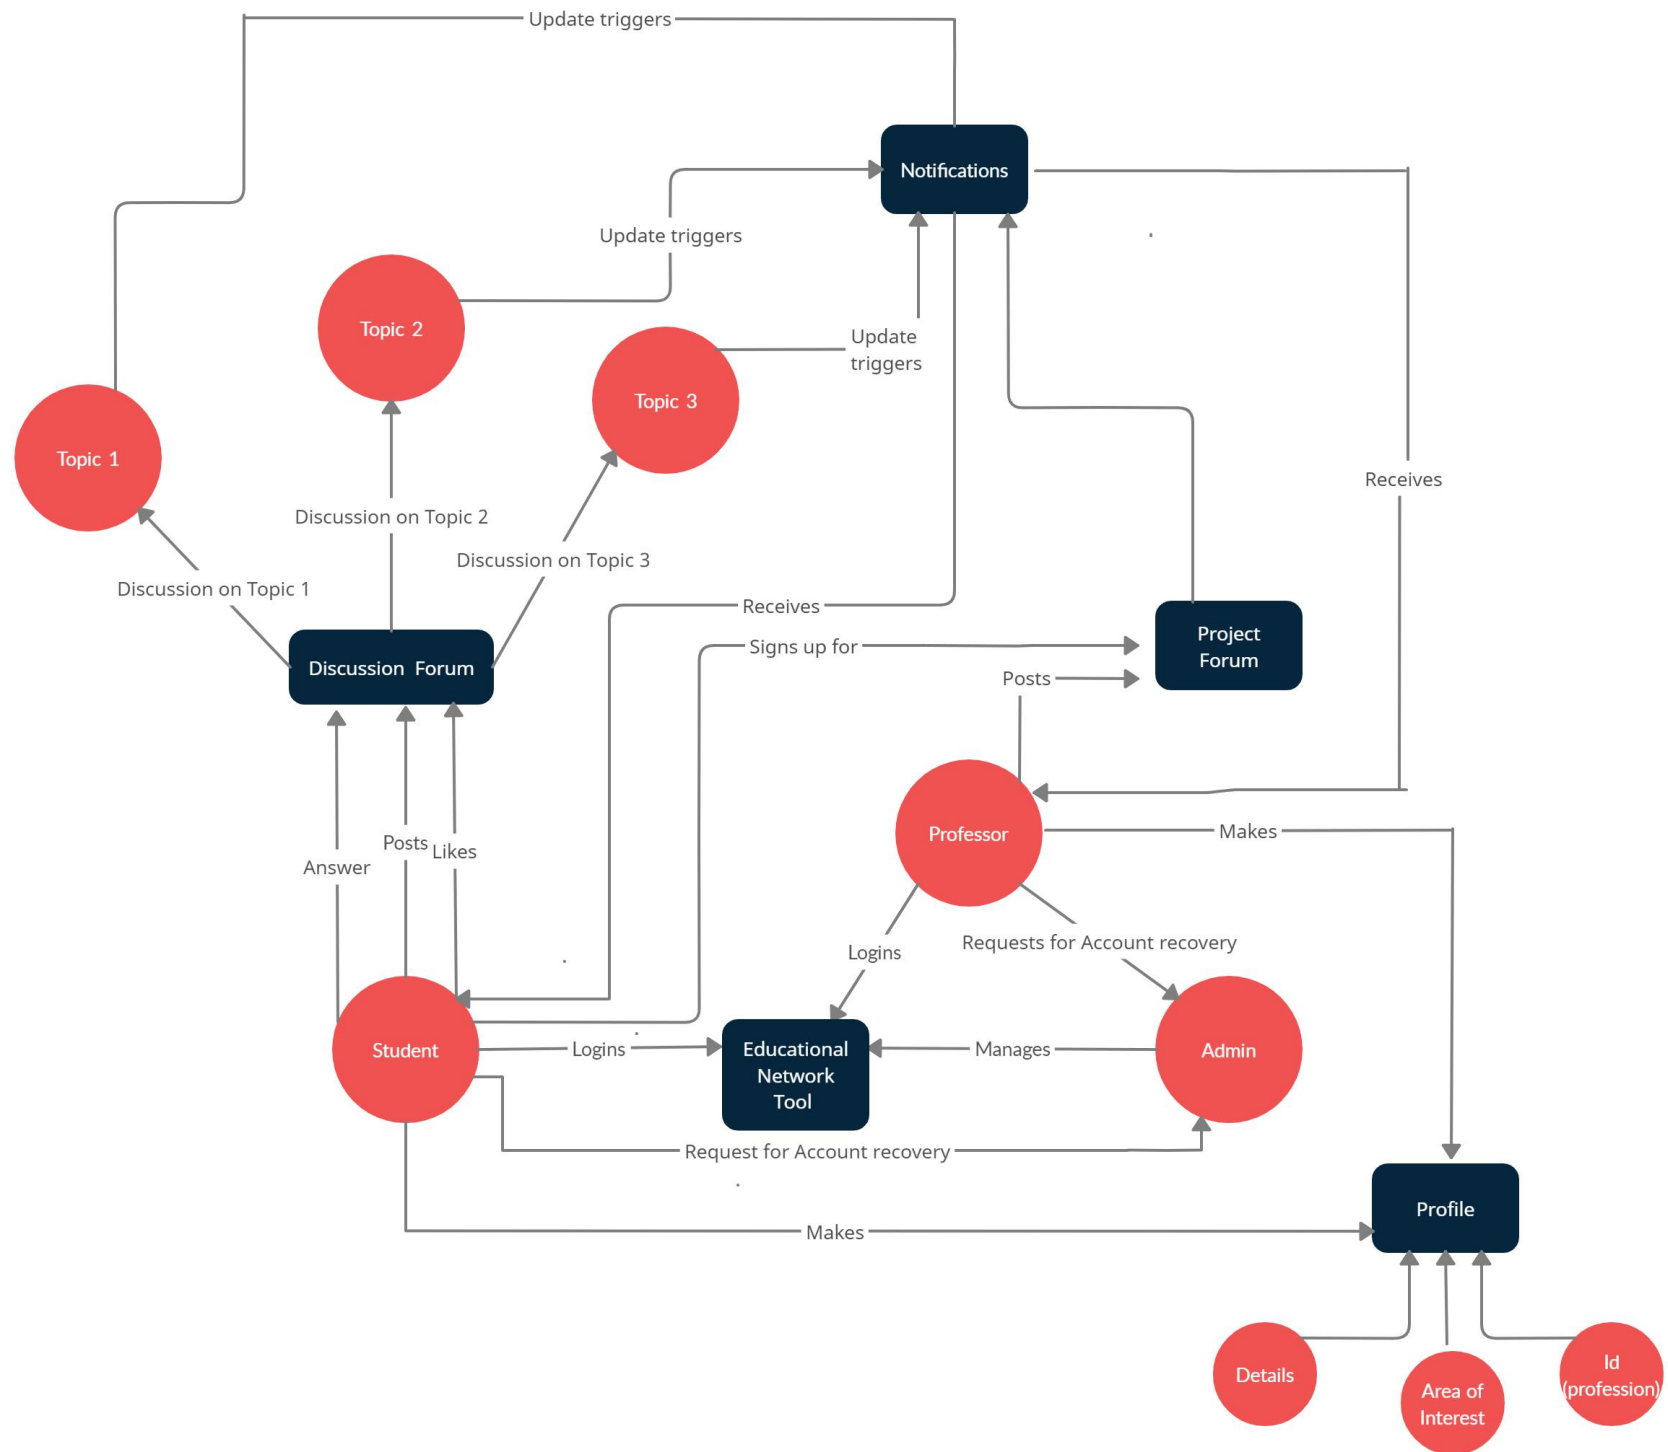 Update triggers
Notifications
Update triggers
Topic 2
Update
triggers
Topic 3
Topic 1
Receives
Discussion on Topic 2
Discussion on Topic 3
Discussion on Topic 1
Receives
Project
Forum
Signs up for
Discussion Forum
Posts
Professor
Makes
Posts
Likes
Answer
Requests for Account recovery
Logins
Student
Logins
Educational
Network
Tool
Manages
Admin
Request for Account recovery
Profile
Makes
Details
Area of
Interest
Id
(profession)